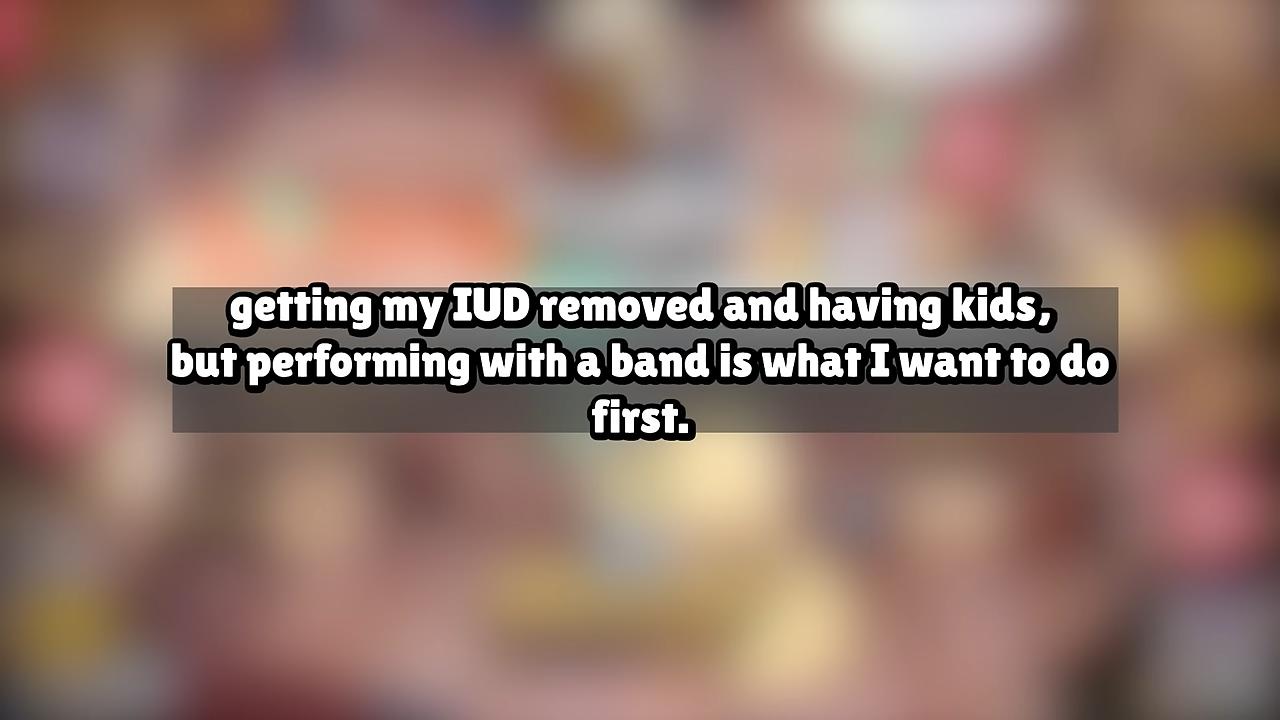 getting my IUD removed and having kids,
but performing with a band is what I want to do
first.